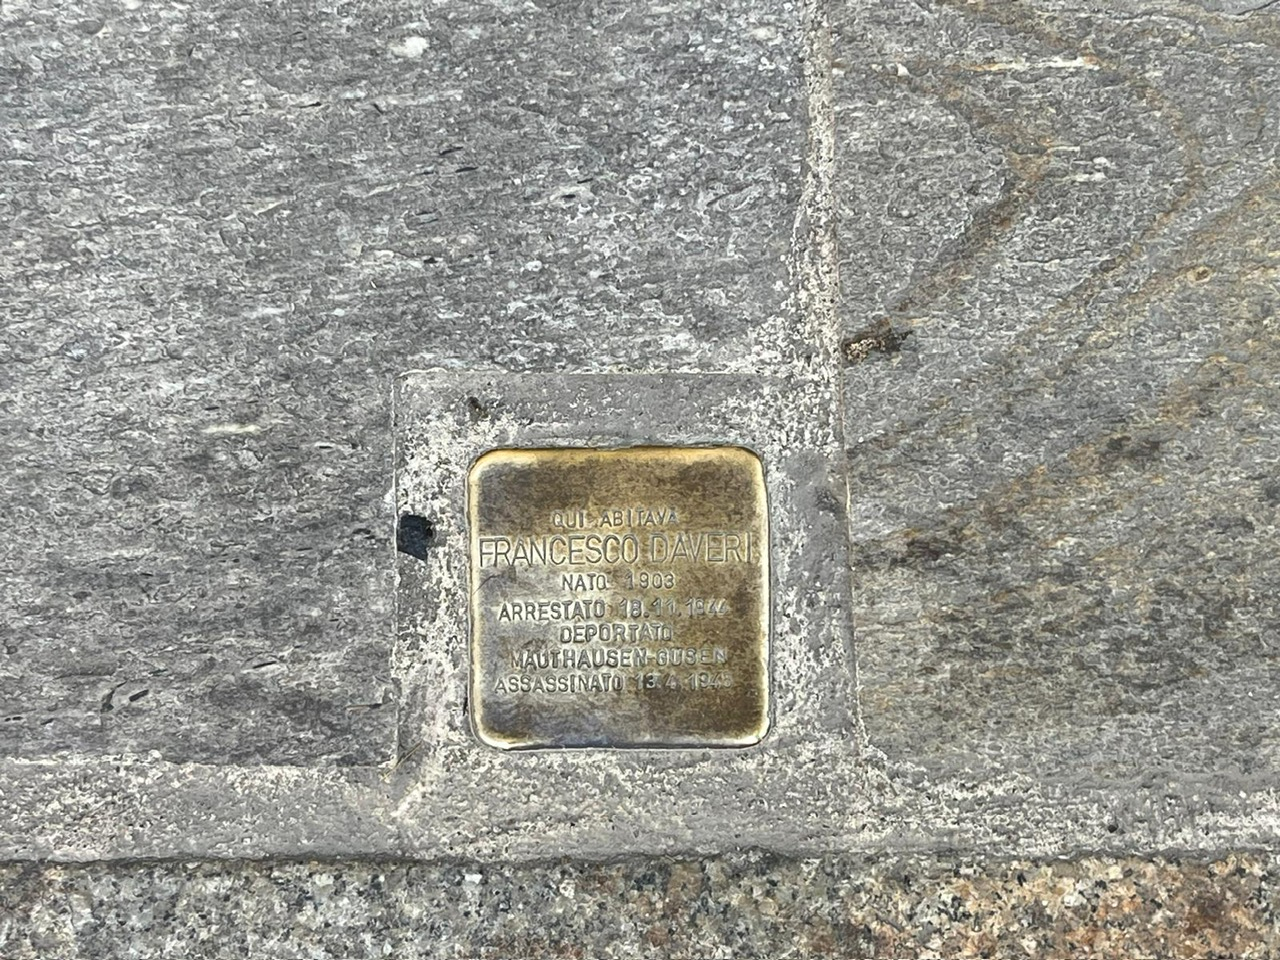 QUI ABITAVA
FRANCESCO DAVERI
NATO 1903
ARRESTATO 18.11.1944
DEPORTATO
MAUTHAUSEN-GUSEN
ASSASSINATO 13.4.1945